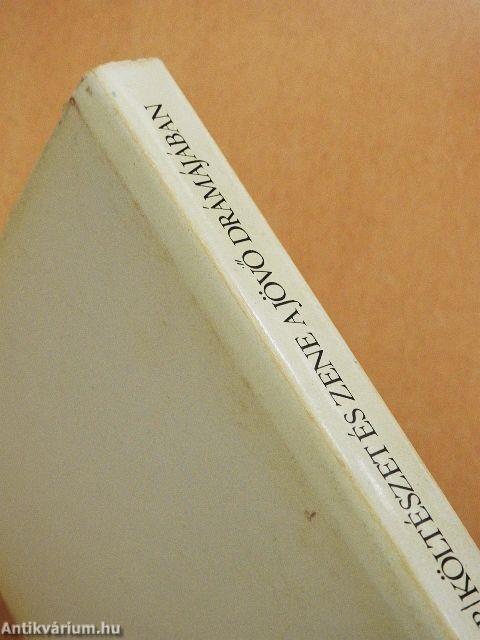 R/KÖLTÉSZET ÉS ZENE A JÖVŐ DRÁMÁJÁBAN
Antikvárium.hu